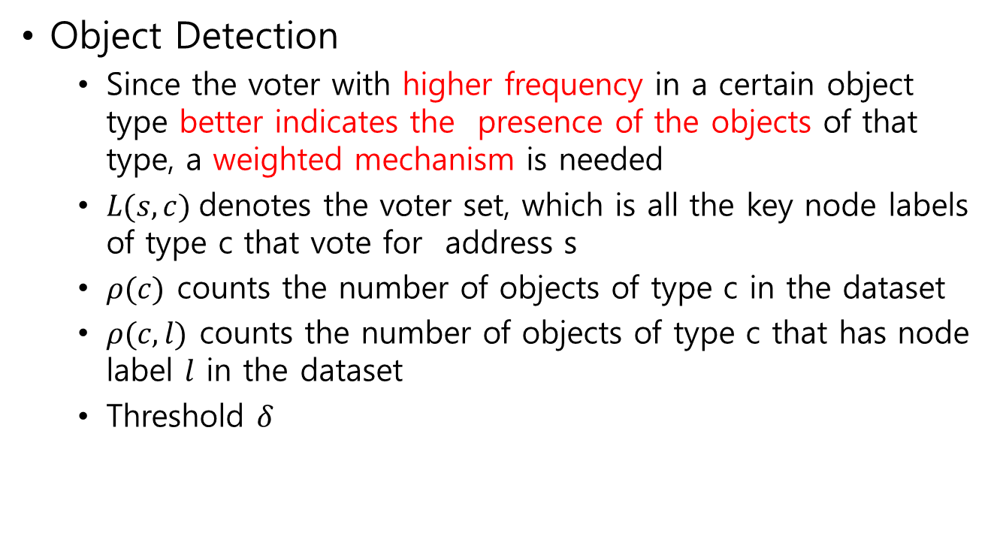 • Object Detection
• Since the voter with higher frequency in a certain object
type better indicates the  presence of the objects of that
type, a weighted mechanism is needed
• L(s, c) denotes the voter set, which is all the key node labels
of type c that vote for  address s
• ρ(c) counts the number of objects of type c in the dataset
• ρ(c, l) counts the number of objects of type c that has node
label l in the dataset
• Threshold δ